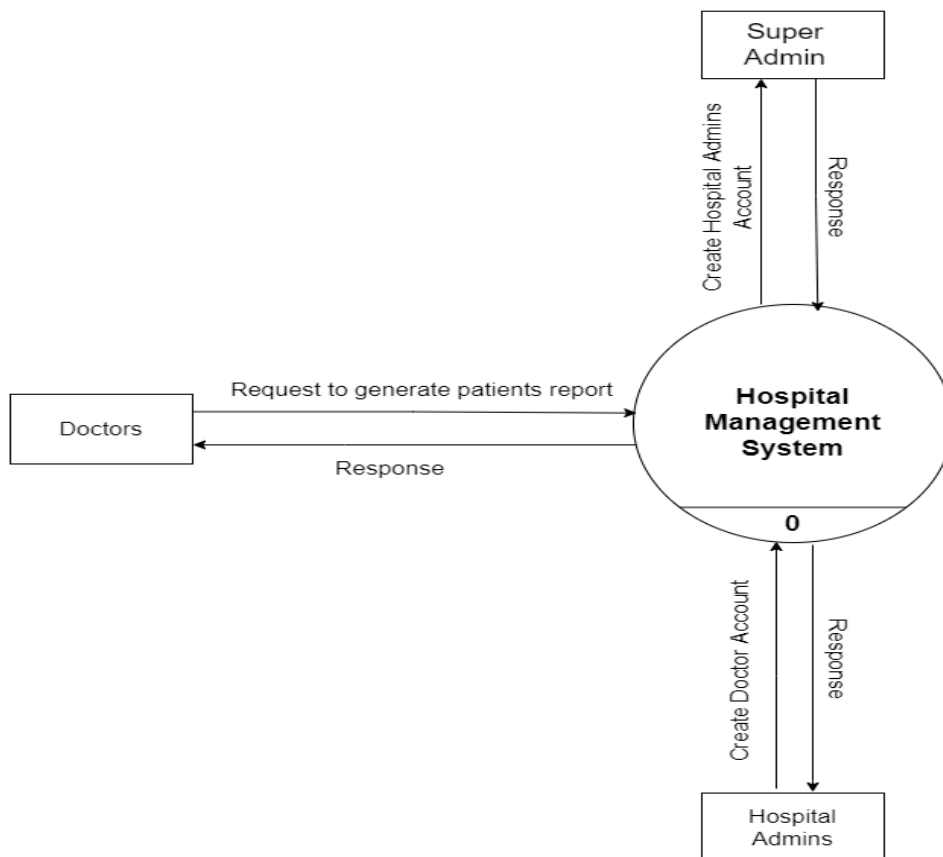 Super
Admin
Create Hospital Admins
Account
Response
Request to generate patients report
Doctors
Response
Hospital
Management
System
0
Create Doctor Account
Response
Hospital
Admins